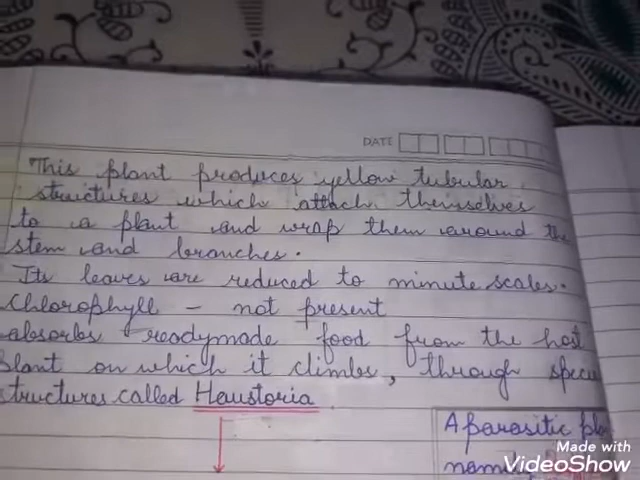 DATE
This plant produces yellow tubular
structures which attach themselves
to a plant and wrap them around the
stem and branches.
Its leaves are reduced to minute scales.
Chlorophyll - not present
absorbs readymade food from the host
plant on which it climbs, through
structures called Haustoria
A parasitic
Made with
VideoShow